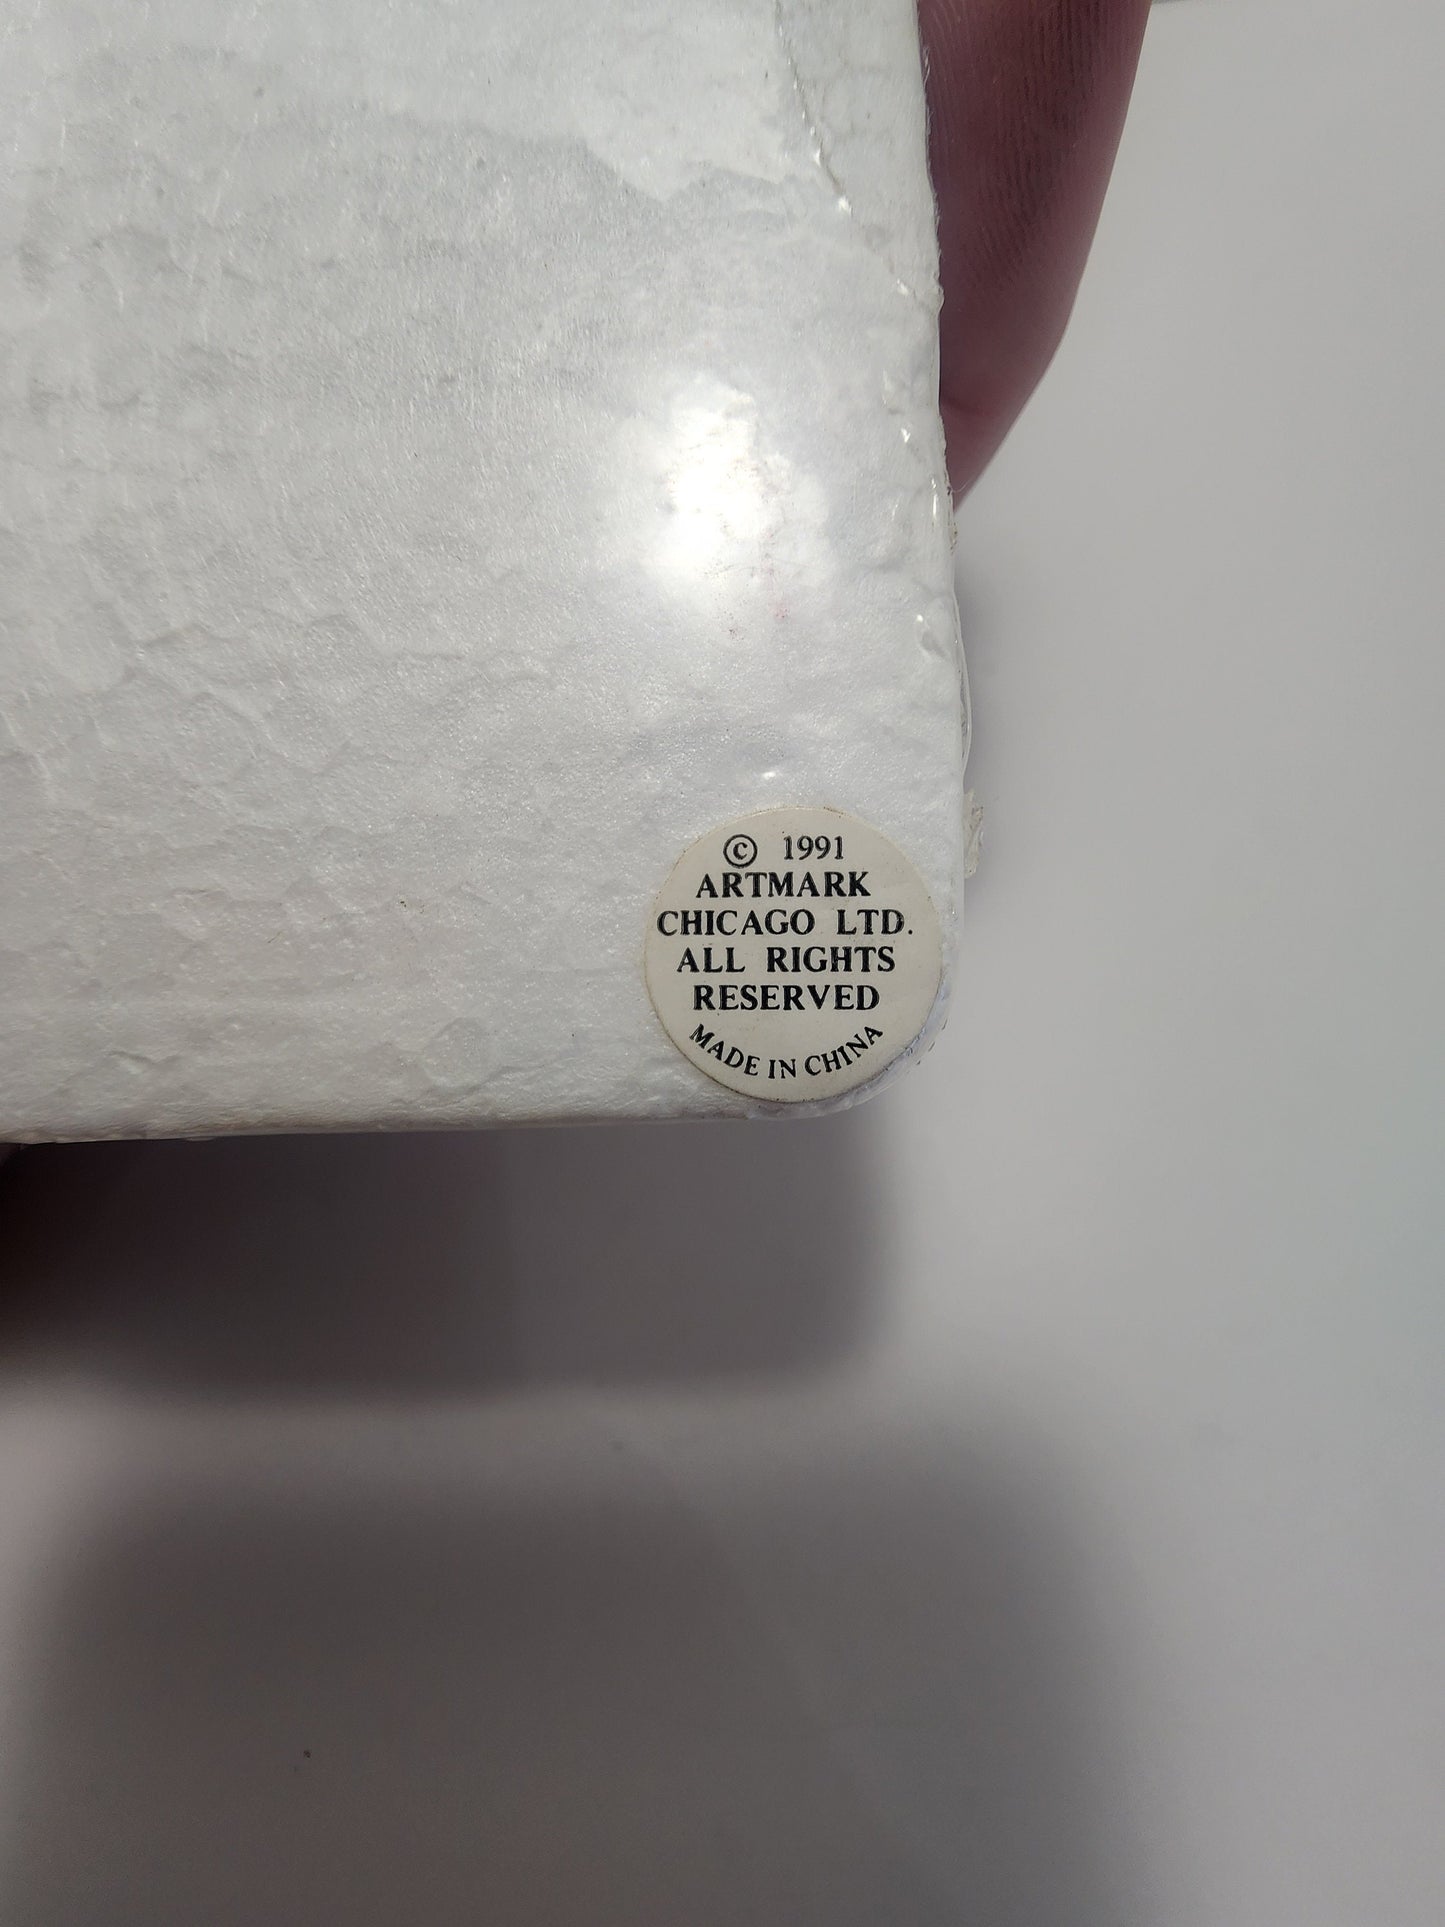 © 1991
ARTMARK
CHICAGO LTD.
ALL RIGHTS
RESERVED
MADE IN CHINA